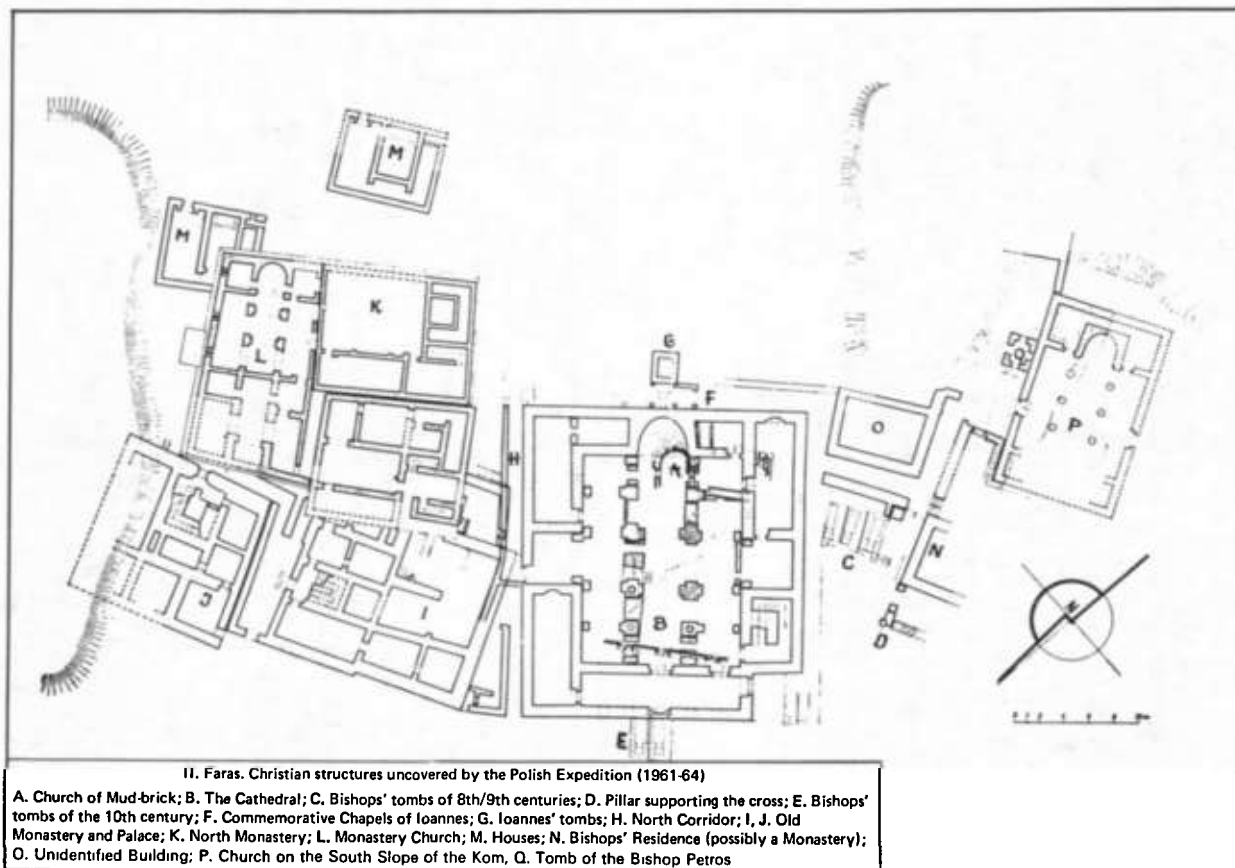 M
M
K
L
G
F
H
A
O
P
I
J
C
N
B
D
E
II. Faras. Christian structures uncovered by the Polish Expedition (1961-64)
A. Church of Mud-brick; B. The Cathedral; C. Bishops' tombs of 8th/9th centuries; D. Pillar supporting the cross; E. Bishops'
tombs of the 10th century; F. Commemorative Chapels of Ioannes; G. Ioannes' tombs; H. North Corridor; I, J. Old
Monastery and Palace; K. North Monastery; L. Monastery Church; M. Houses; N. Bishops' Residence (possibly a Monastery);
O. Unidentified Building; P. Church on the South Slope of the Kom, Q. Tomb of the Bishop Petros